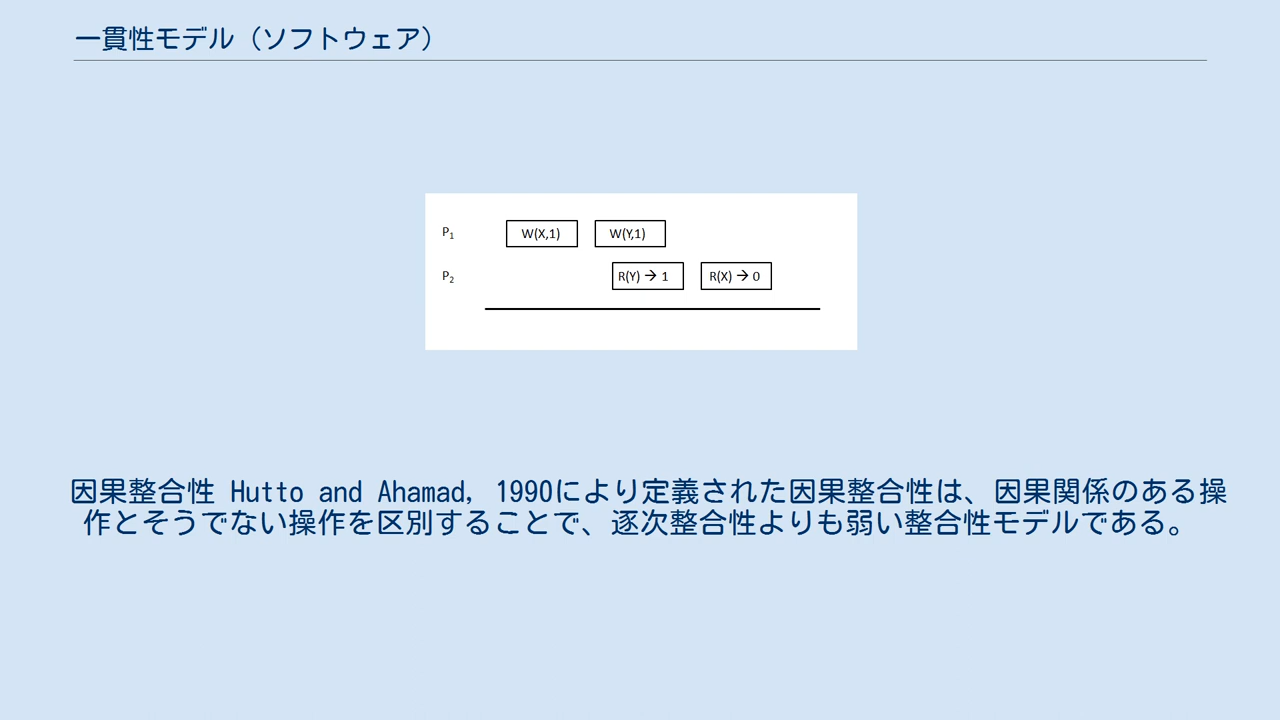 一貫性モデル（ソフトウェア）
P1 W(X,1) W(Y,1)
P2 R(Y) → 1 R(X) → 0
因果整合性 Hutto and Ahamad, 1990により定義された因果整合性は、因果関係のある操
作とそうでない操作を区別することで、逐次整合性よりも弱い整合性モデルである。